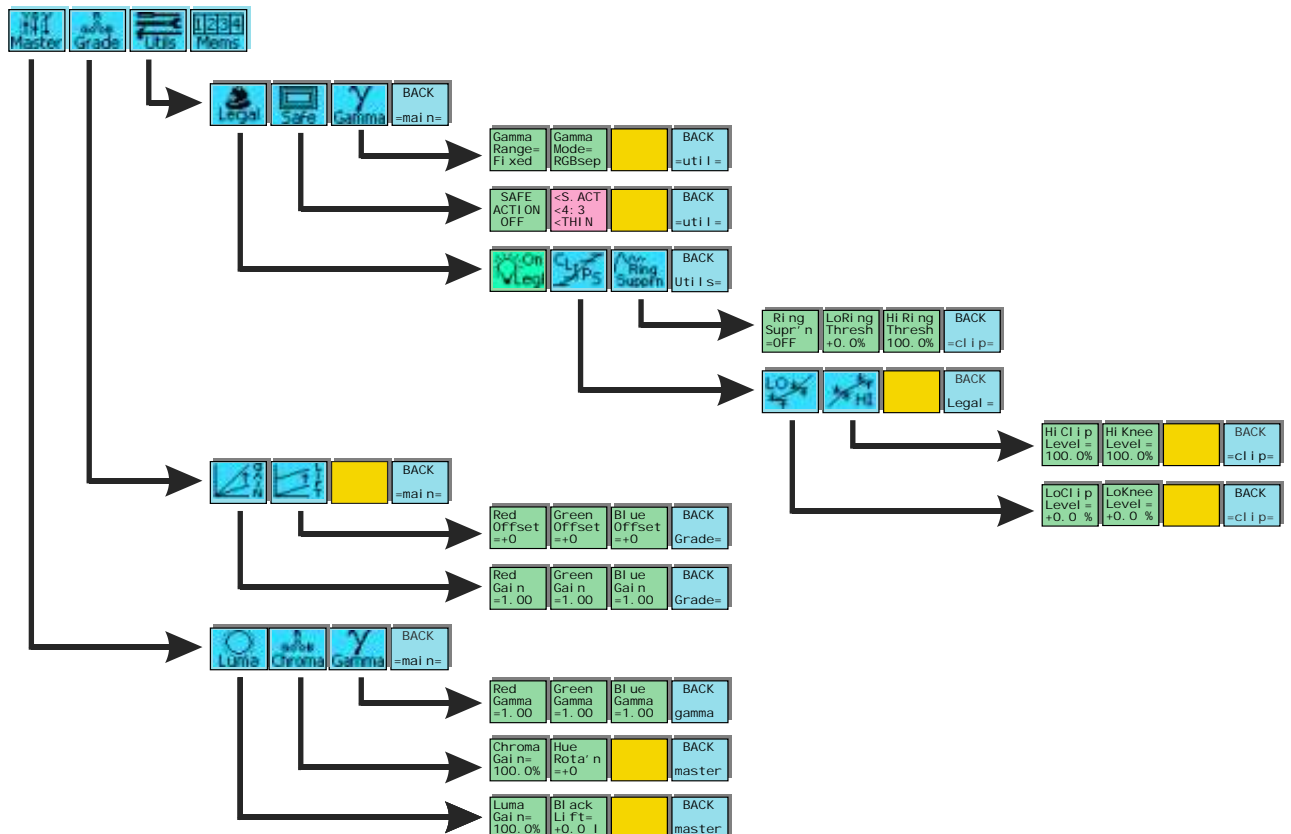 Master Grade Utils 1234 Mems
Legal Safe γ Gamma BACK =main=
Gamma Range= Fixed
Gamma Mode= RGBsep
BACK =util=
SAFE ACTION OFF
<S.ACT <4:3 <THIN
BACK =util=
On Legl
CLIPS
Ring Supprn
BACK Utils=
Ring Supr'n =OFF
LoRing Thresh +0.0%
HiRing Thresh 100.0%
BACK =clip=
LO
HI
BACK Legal=
HiClip Level= 100.0%
HiKnee Level= 100.0%
BACK =clip=
LoClip Level= +0.0 %
LoKnee Level= +0.0 %
BACK =clip=
GAIN
LIFT
BACK =main=
Red Offset =+0
Green Offset =+0
Blue Offset =+0
BACK Grade=
Red Gain =1.00
Green Gain =1.00
Blue Gain =1.00
BACK Grade=
Luma Chroma γ Gamma BACK =main=
Red Gamma =1.00
Green Gamma =1.00
Blue Gamma =1.00
BACK gamma
Chroma Gain= 100.0%
Hue Rota'n =+0
BACK master
Luma Gain= 100.0%
Black Lift= +0.0 I
BACK master